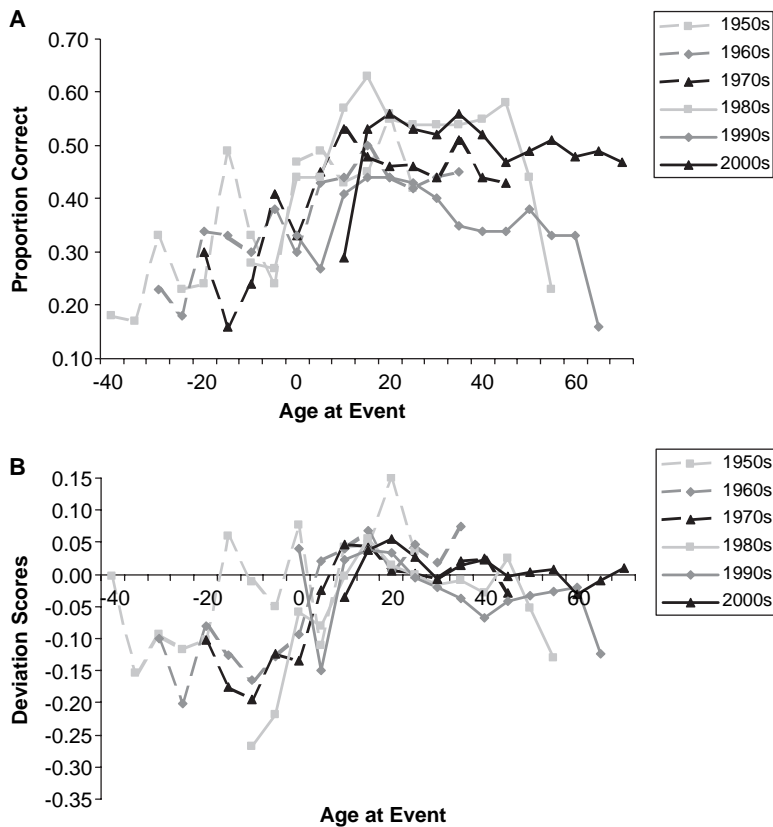 A
Proportion Correct
0.70
0.60
0.50
0.40
0.30
0.20
0.10
-40
-20
0
20
40
60
Age at Event
1950s
1960s
1970s
1980s
1990s
2000s
B
Deviation Scores
0.15
0.10
0.05
0.00
-0.05
-0.10
-0.15
-0.20
-0.25
-0.30
-0.35
-40
-20
0
20
40
60
Age at Event
1950s
1960s
1970s
1980s
1990s
2000s